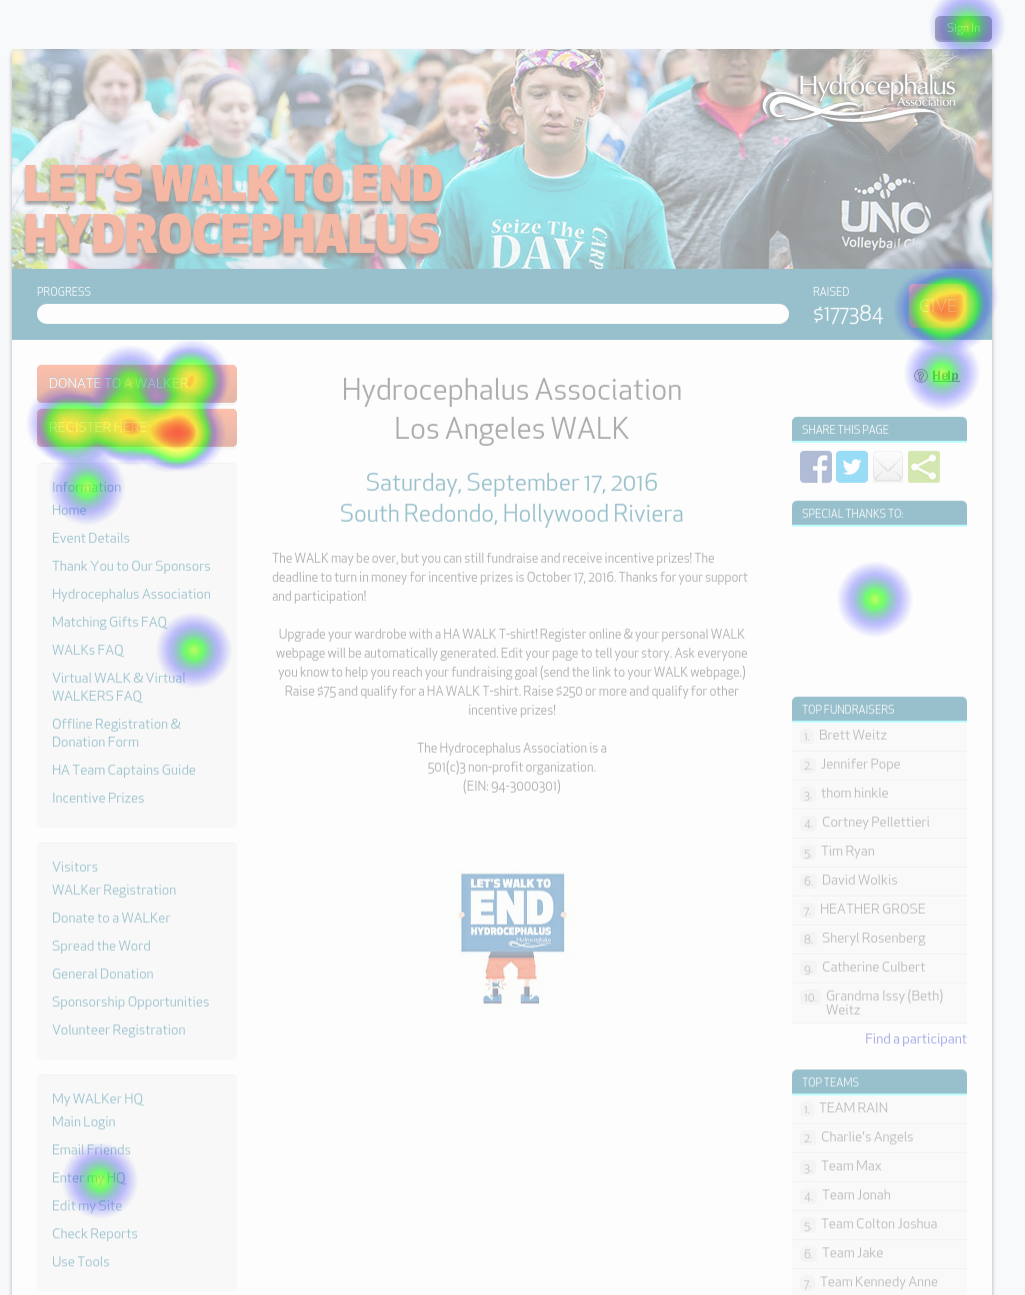 Sign In
Hydrocephalus
Association
LET'S WALK TO END
HYDROCEPHALUS
SEIZE THE
DAY
CARP
UNO
Volleyball
PROGRESS
RAISED
$177384
GIVE
DONATE TO A WALKER
REGISTER HERE
Information
Home
Event Details
Thank You to Our Sponsors
Hydrocephalus Association
Matching Gifts FAQ
WALKs FAQ
Virtual WALK & Virtual
WALKERS FAQ
Offline Registration &
Donation Form
HA Team Captains Guide
Incentive Prizes
Visitors
WALKer Registration
Donate to a WALKer
Spread the Word
General Donation
Sponsorship Opportunities
Volunteer Registration
My WALKer HQ
Main Login
Email Friends
Enter my HQ
Edit my Site
Check Reports
Use Tools
Hydrocephalus Association
Los Angeles WALK
Saturday, September 17, 2016
South Redondo, Hollywood Riviera
The WALK may be over, but you can still fundraise and receive incentive prizes! The
deadline to turn in money for incentive prizes is October 17, 2016. Thanks for your support
and participation!
Upgrade your wardrobe with a HA WALK T-shirt! Register online & your personal WALK
webpage will be automatically generated. Edit your page to tell your story. Ask everyone
you know to help you reach your fundraising goal (send the link to your WALK webpage.)
Raise $75 and qualify for a HA WALK T-shirt. Raise $250 or more and qualify for other
incentive prizes!
The Hydrocephalus Association is a
501(c)3 non-profit organization.
(EIN: 94-3000301)
LET'S WALK TO
END
HYDROCEPHALUS
Hydrocephalus
? Help
SHARE THIS PAGE
SPECIAL THANKS TO:
TOP FUNDRAISERS
1. Brett Weitz
2. Jennifer Pope
3. thom hinkle
4. Cortney Pellettieri
5. Tim Ryan
6. David Wolkis
7. HEATHER GROSE
8. Sheryl Rosenberg
9. Catherine Culbert
10. Grandma Issy (Beth)
Weitz
Find a participant
TOP TEAMS
1. TEAM RAIN
2. Charlie's Angels
3. Team Max
4. Team Jonah
5. Team Colton Joshua
6. Team Jake
7. Team Kennedy Anne